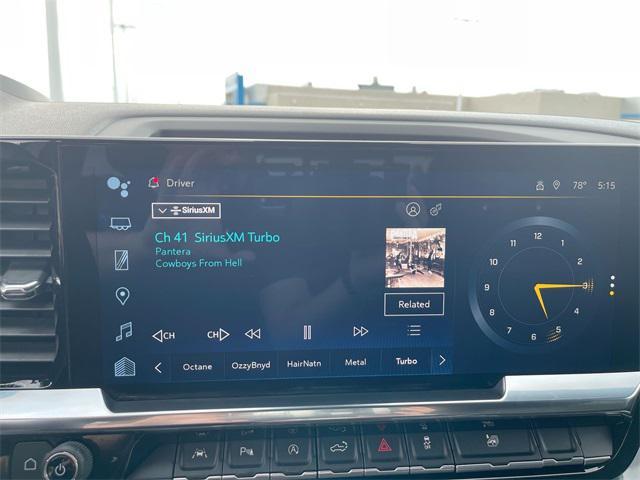 Driver
78° 5:15
SiriusXM
Ch 41 SiriusXM Turbo
Pantera
Cowboys From Hell
Related
CH CH
Octane OzzyBnyd HairNatn Metal Turbo
12
11 1
10 2
9 3
8 4
7 5
6
P
A
OFF